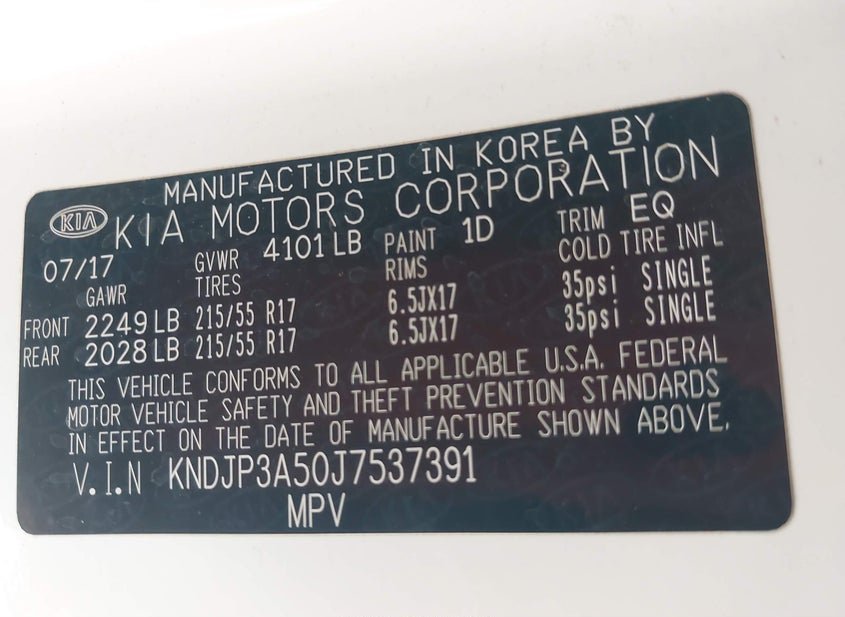 MANUFACTURED IN KOREA BY
KIA KIA MOTORS CORPORATION
07/17 GVWR 4101 LB PAINT 1D TRIM EQ
GAWR TIRES RIMS COLD TIRE INFL
FRONT 2249 LB 215/55 R17 6.5JX17 35psi SINGLE
REAR 2028 LB 215/55 R17 6.5JX17 35psi SINGLE
THIS VEHICLE CONFORMS TO ALL APPLICABLE U.S.A. FEDERAL
MOTOR VEHICLE SAFETY AND THEFT PREVENTION STANDARDS
IN EFFECT ON THE DATE OF MANUFACTURE SHOWN ABOVE.
V.I.N KNDJP3A50J7537391
MPV